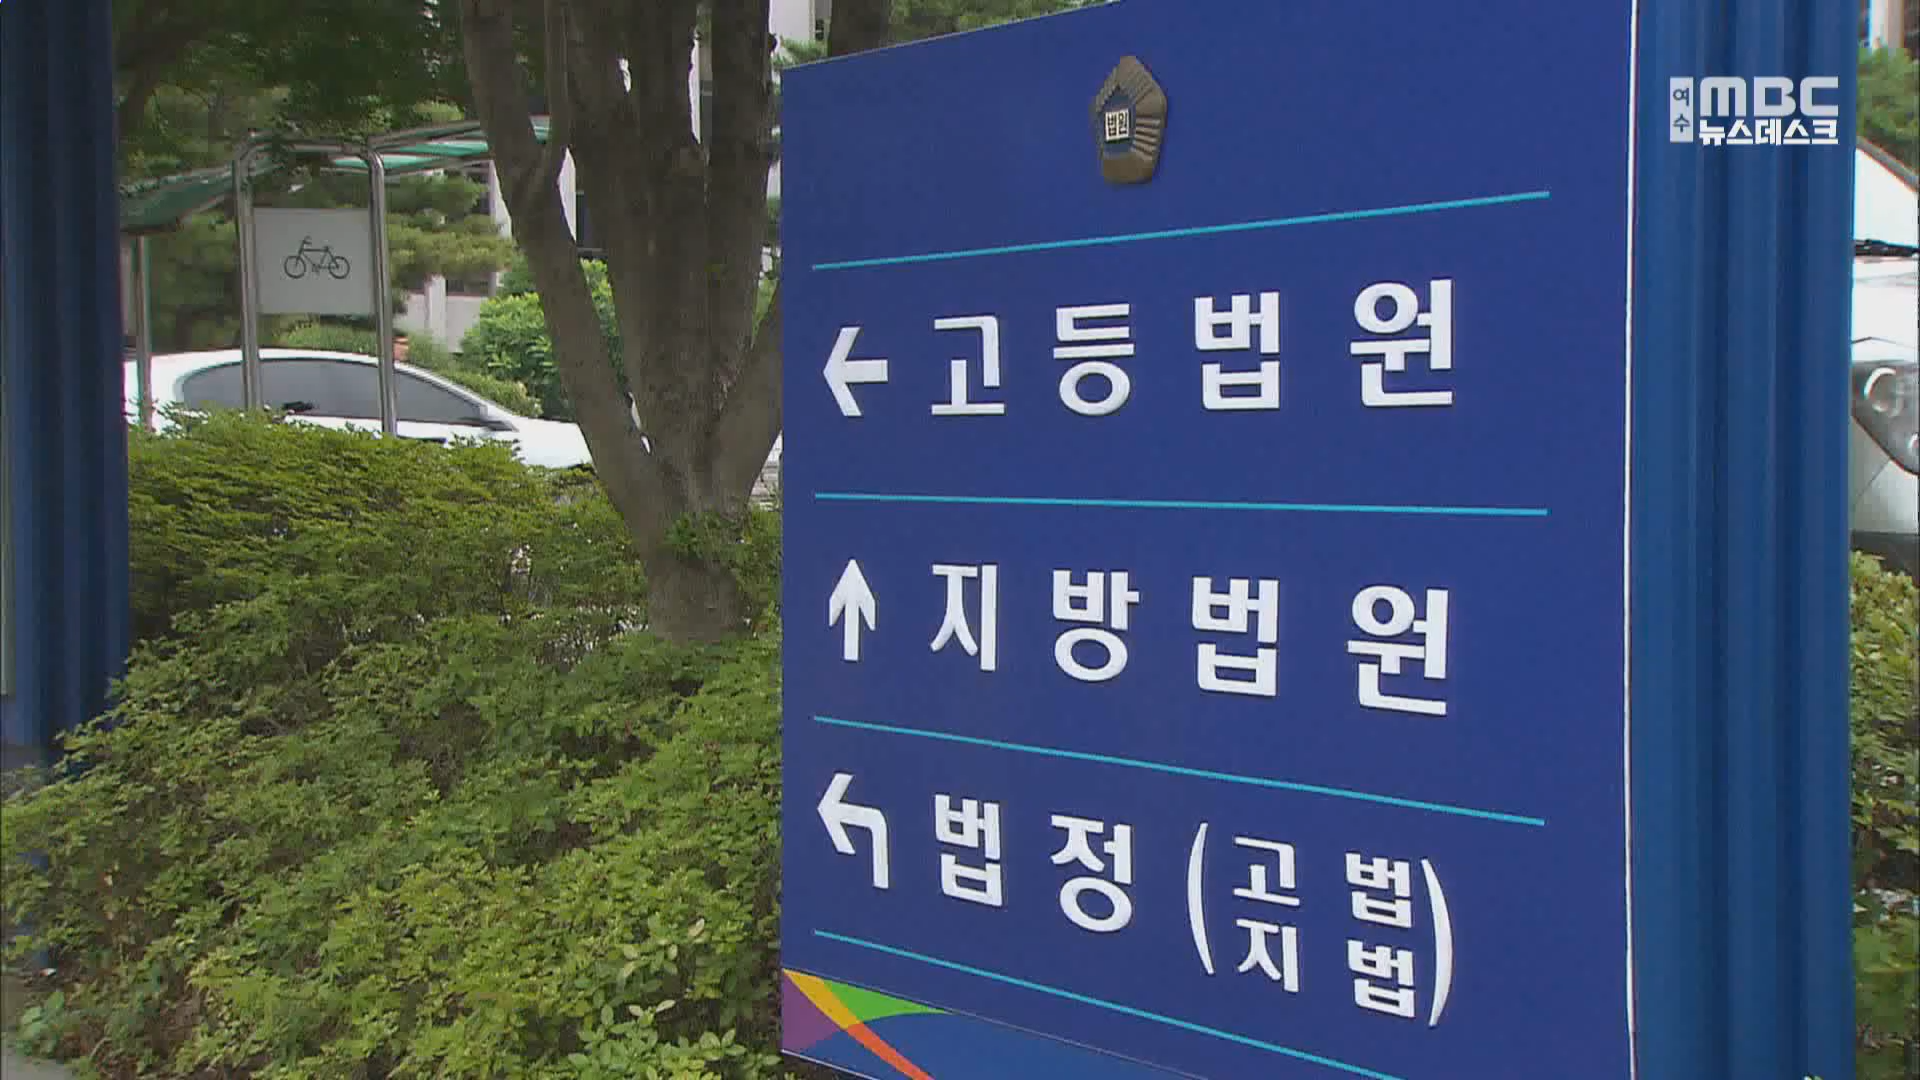 여수 MBC
뉴스데스크
법원
← 고등법원
↑ 지방법원
↰ 법정 (고법
지법)